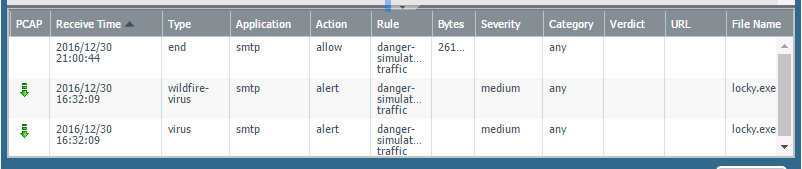 PCAP Receive Time Type Application Action Rule Bytes Severity Category Verdict URL File Name
2016/12/30 21:00:44 end smtp allow danger-simulat... traffic 261... any
2016/12/30 16:32:09 wildfire-virus smtp alert danger-simulat... traffic medium any locky.exe
2016/12/30 16:32:09 virus smtp alert danger-simulat... traffic medium any locky.exe